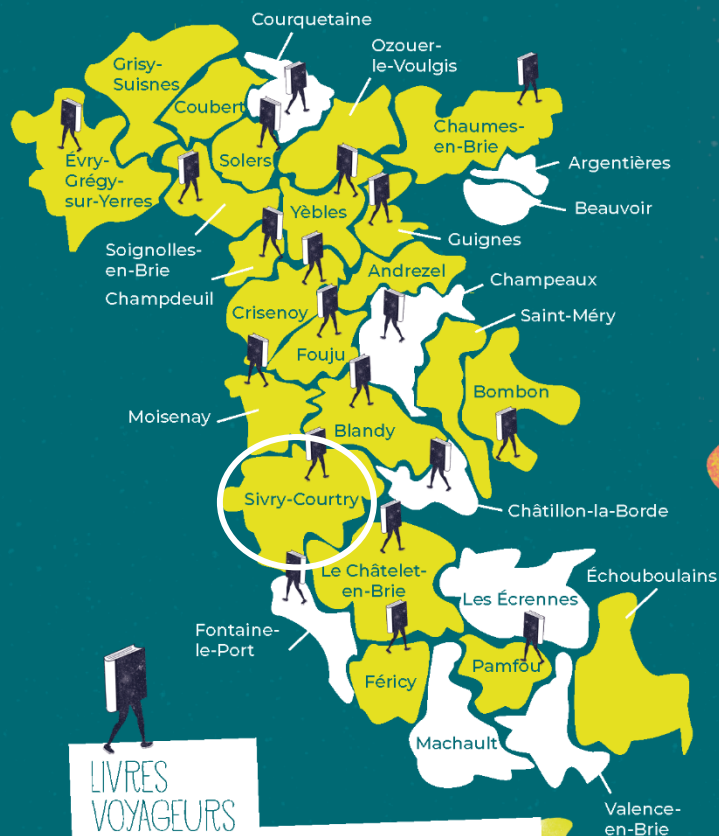 Courquetaine
Ozouer-
le-Voulgis
Grisy-
Suisnes
Coubert
Chaumes-
en-Brie
Évry-
Grégy-
sur-Yerres
Solers
Argentières
Beauvoir
Yèbles
Guignes
Soignolles-
en-Brie
Champdeuil
Andrezel
Champeaux
Crisenoy
Saint-Méry
Fouju
Bombon
Moisenay
Blandy
Sivry-Courtry
Châtillon-la-Borde
Le Châtelet-
en-Brie
Échouboulains
Les Écrennes
Fontaine-
le-Port
Féricy
Pamfou
Machault
Valence-
en-Brie
LIVRES
VOYAGEURS